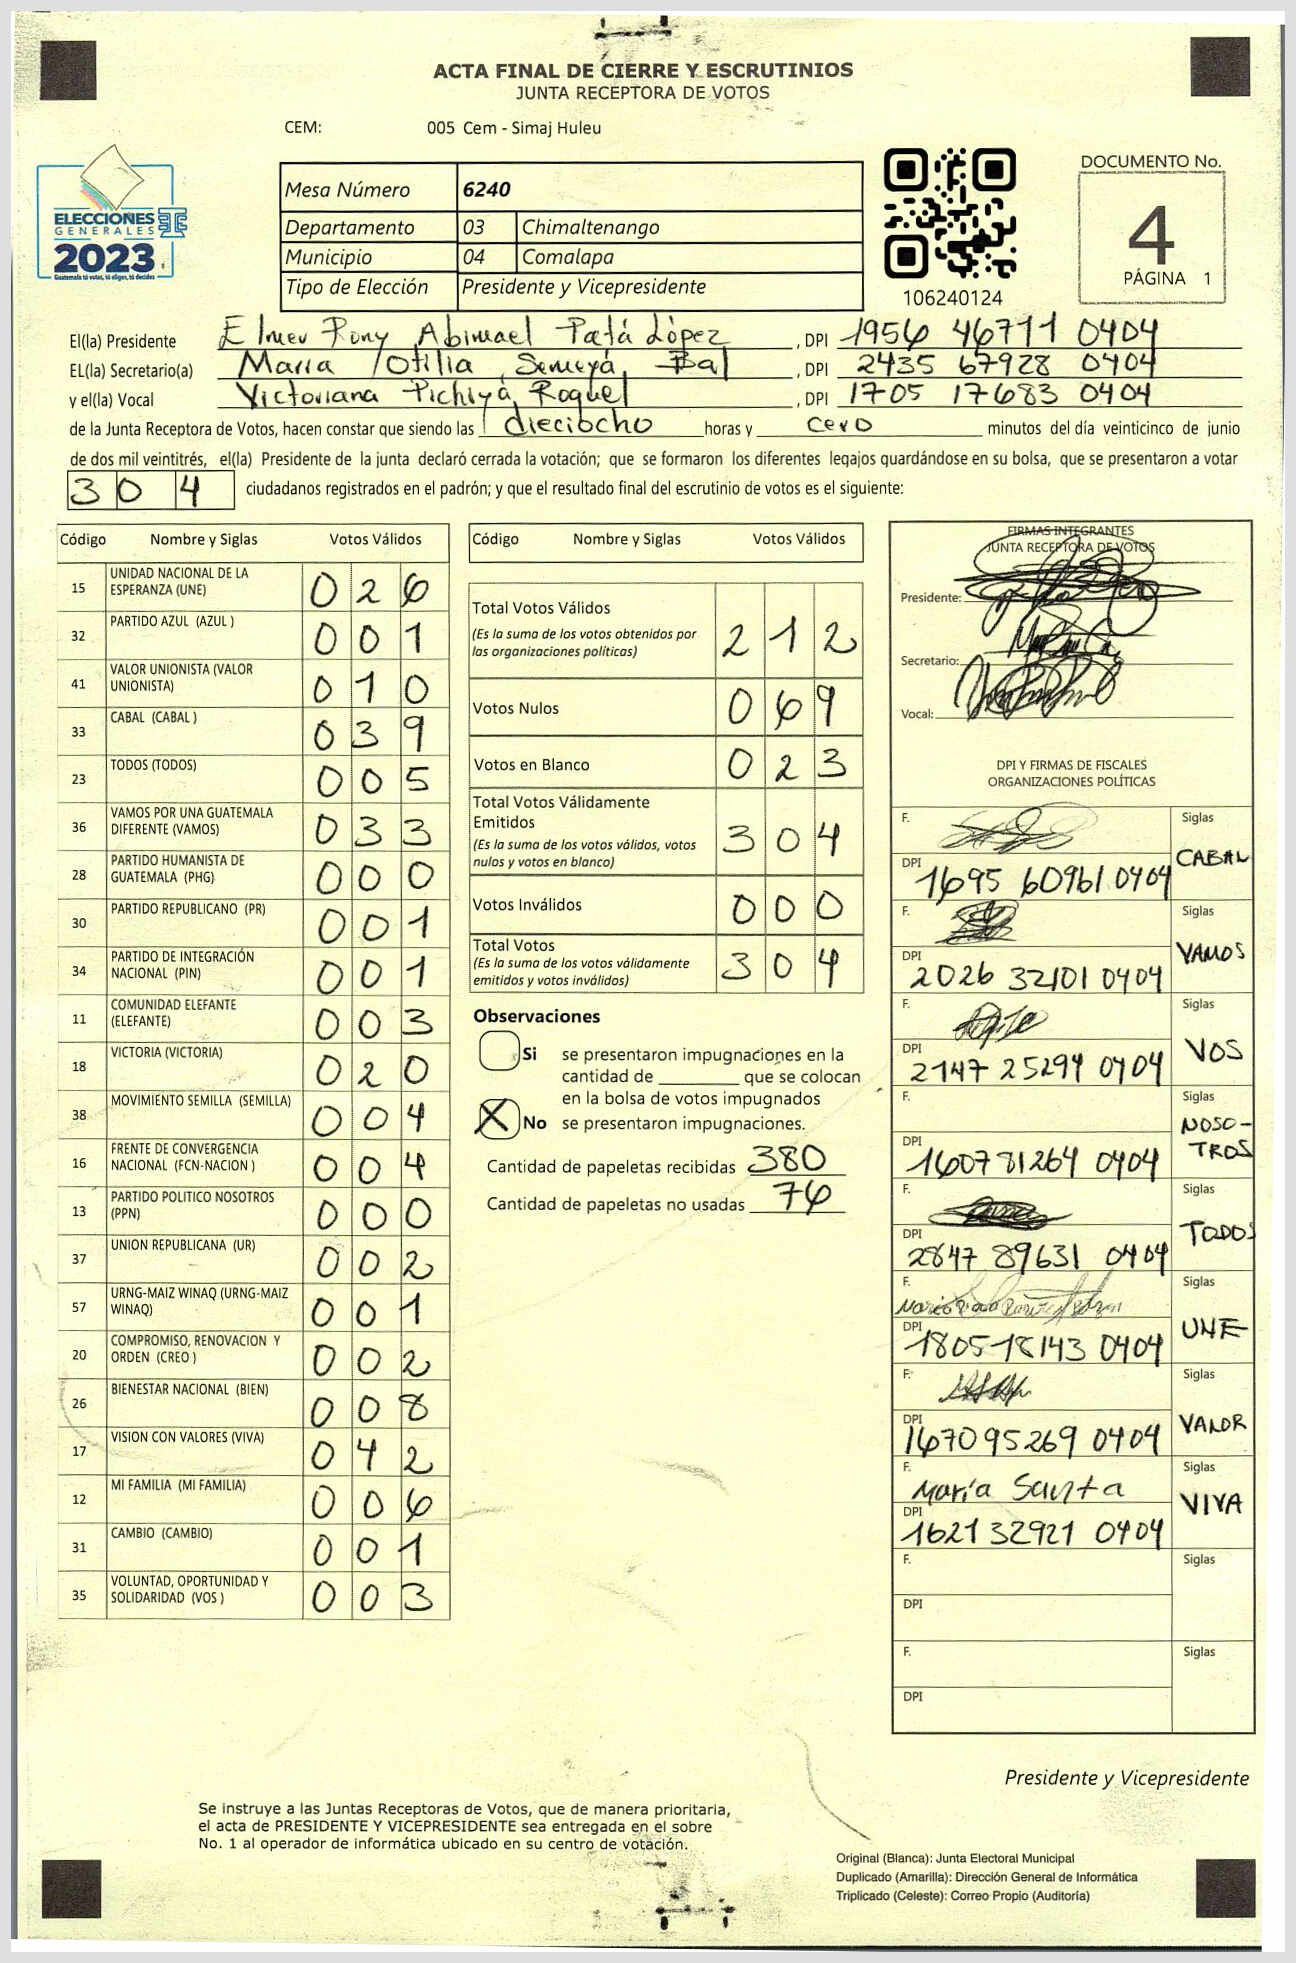 ACTA FINAL DE CIERRE Y ESCRUTINIOS
JUNTA RECEPTORA DE VOTOS
CEM: 005 Cem - Simaj Huleu
ELECCIONES
GENERALES
2023
Guatemala tú votas, tú eliges, tú decides
Mesa Número 6240
Departamento 03 Chimaltenango
Municipio 04 Comalapa
Tipo de Elección Presidente y Vicepresidente
106240124
DOCUMENTO No.
4
PÁGINA 1
El(la) Presidente Elmer Rony Abimael Patá López, DPI 1956 46711 0404
EL(la) Secretario(a) María Otilia Semeyá Bal, DPI 2435 67928 0404
y el(la) Vocal Victoriana Pichiyá Roquel, DPI 1705 17683 0404
de la Junta Receptora de Votos, hacen constar que siendo las dieciocho horas y cero minutos del día veinticinco de junio
de dos mil veintitrés, el(la) Presidente de la junta declaró cerrada la votación; que se formaron los diferentes legajos guardándose en su bolsa, que se presentaron a votar
304 ciudadanos registrados en el padrón; y que el resultado final del escrutinio de votos es el siguiente:
Código Nombre y Siglas Votos Válidos
15 UNIDAD NACIONAL DE LA ESPERANZA (UNE) 026
32 PARTIDO AZUL (AZUL ) 001
41 VALOR UNIONISTA (VALOR UNIONISTA) 010
33 CABAL (CABAL ) 039
23 TODOS (TODOS) 005
36 VAMOS POR UNA GUATEMALA DIFERENTE (VAMOS) 033
28 PARTIDO HUMANISTA DE GUATEMALA (PHG) 000
30 PARTIDO REPUBLICANO (PR) 001
34 PARTIDO DE INTEGRACIÓN NACIONAL (PIN) 001
11 COMUNIDAD ELEFANTE (ELEFANTE) 003
18 VICTORIA (VICTORIA) 020
38 MOVIMIENTO SEMILLA (SEMILLA) 004
16 FRENTE DE CONVERGENCIA NACIONAL (FCN-NACION ) 004
13 PARTIDO POLITICO NOSOTROS (PPN) 000
37 UNION REPUBLICANA (UR) 002
57 URNG-MAIZ WINAQ (URNG-MAIZ WINAQ) 001
20 COMPROMISO, RENOVACION Y ORDEN (CREO ) 002
26 BIENESTAR NACIONAL (BIEN) 008
17 VISION CON VALORES (VIVA) 042
12 MI FAMILIA (MI FAMILIA) 006
31 CAMBIO (CAMBIO) 001
35 VOLUNTAD, OPORTUNIDAD Y SOLIDARIDAD (VOS ) 003
Código Nombre y Siglas Votos Válidos
Total Votos Válidos 212
(Es la suma de los votos obtenidos por
las organizaciones políticas)
Votos Nulos 069
Votos en Blanco 023
Total Votos Válidamente
Emitidos 304
(Es la suma de los votos válidos, votos
nulos y votos en blanco)
Votos Inválidos 000
Total Votos 304
(Es la suma de los votos válidamente
emitidos y votos inválidos)
Observaciones
Si se presentaron impugnaciones en la
cantidad de ________ que se colocan
en la bolsa de votos impugnados
X No se presentaron impugnaciones.
Cantidad de papeletas recibidas 380
Cantidad de papeletas no usadas 76
FIRMAS INTEGRANTES
JUNTA RECEPTORA DE VOTOS
Presidente:
Secretario:
Vocal:
DPI Y FIRMAS DE FISCALES
ORGANIZACIONES POLÍTICAS
F. Siglas CABAL
DPI 1695 60961 0404
F. Siglas VAMOS
DPI 2026 32101 0404
F. Siglas VOS
DPI 2147 25294 0404
F. Siglas NOSO-
TROS
DPI 1607 81264 0404
F. Siglas TODOS
DPI 2847 89631 0404
F. Siglas UNE
DPI 1805 18143 0404
F. Siglas VALOR
DPI 1670 95269 0404
F. María Santa Siglas VIVA
DPI 1621 32921 0404
F. Siglas
DPI
F. Siglas
DPI
Presidente y Vicepresidente
Se instruye a las Juntas Receptoras de Votos, que de manera prioritaria,
el acta de PRESIDENTE Y VICEPRESIDENTE sea entregada en el sobre
No. 1 al operador de informática ubicado en su centro de votación.
Original (Blanca): Junta Electoral Municipal
Duplicado (Amarilla): Dirección General de Informática
Triplicado (Celeste): Correo Propio (Auditoría)